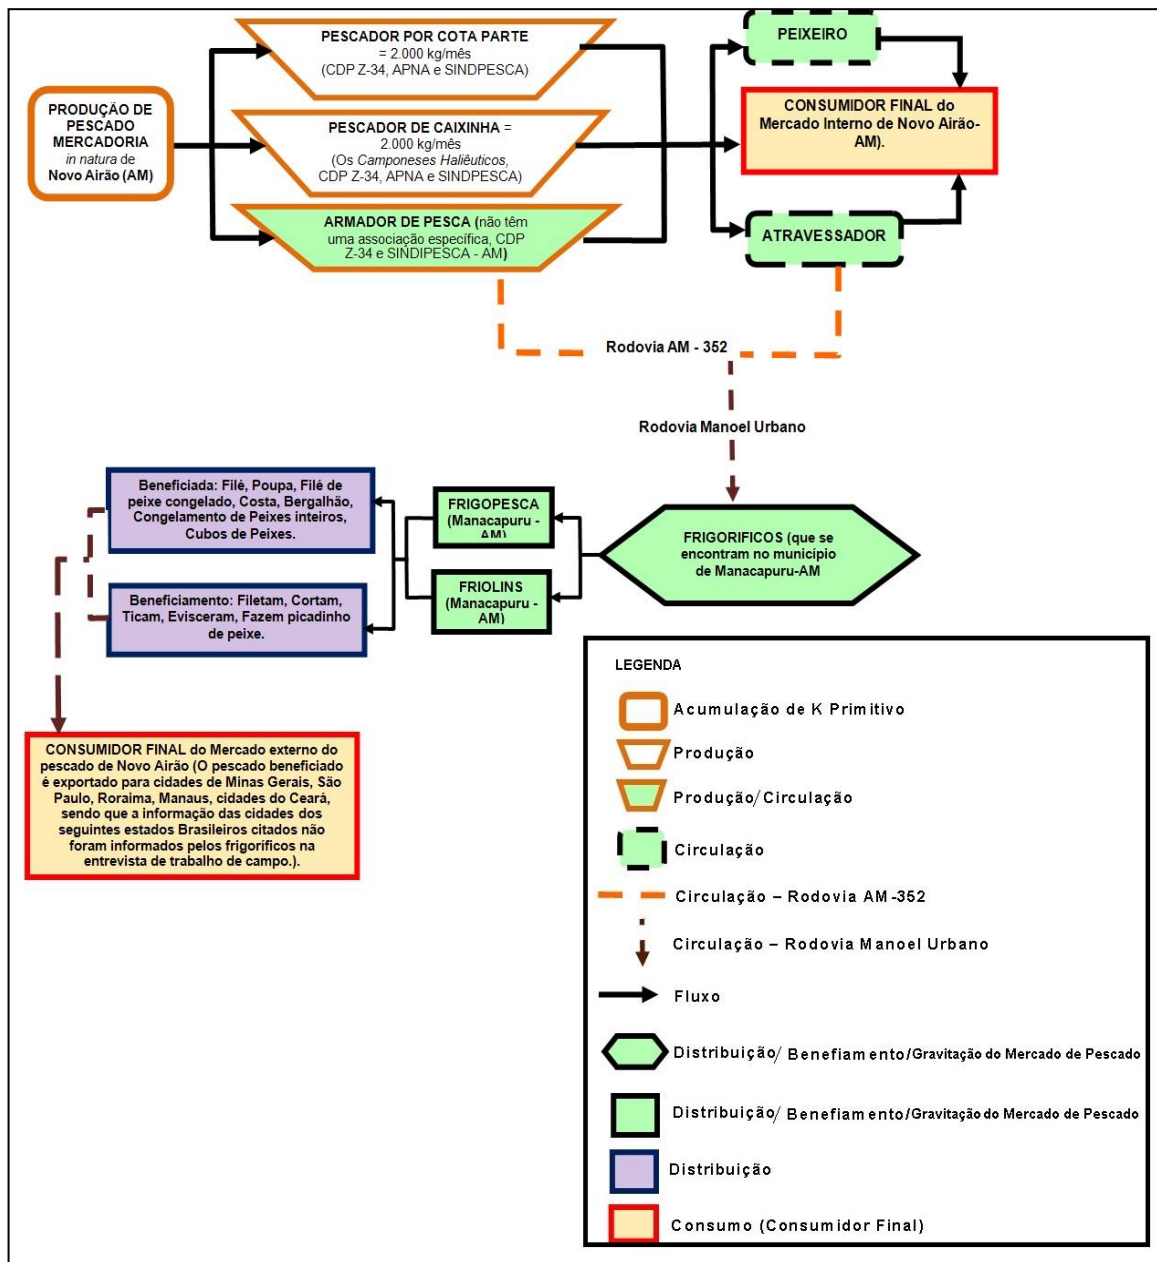 PESCADOR POR COTA PARTE
= 2.000 kg/mês
(CDP Z-34, APNA e SINDPESCA)
PEIXEIRO
PRODUÇÃO DE
PESCADO
MERCADORIA
in natura de
Novo Airão (AM)
PESCADOR DE CAIXINHA =
2.000 kg/mês
(Os Camponeses Haliêuticos,
CDP Z-34, APNA e SINDPESCA)
CONSUMIDOR FINAL do
Mercado Interno de Novo Airão-
AM).
ARMADOR DE PESCA (não têm
uma associação específica, CDP
Z-34 e SINDIPESCA - AM)
ATRAVESSADOR
Rodovia AM - 352
Rodovia Manoel Urbano
Beneficiada: Filé, Poupa, Filé de
peixe congelado, Costa, Bergalhão,
Congelamento de Peixes inteiros,
Cubos de Peixes.
FRIGOPESCA
(Manacapuru -
AM)
FRIGORIFICOS (que se
encontram no município
de Manacapuru-AM
Beneficiamento: Filetam, Cortam,
Ticam, Evisceram, Fazem picadinho
de peixe.
FRIOLINS
(Manacapuru -
AM)
CONSUMIDOR FINAL do Mercado externo do
pescado de Novo Airão (O pescado beneficiado
é exportado para cidades de Minas Gerais, São
Paulo, Roraima, Manaus, cidades do Ceará,
sendo que a informação das cidades dos
seguintes estados Brasileiros citados não
foram informados pelos frigoríficos na
entrevista de trabalho de campo.).
LEGENDA
Acumulação de K Primitivo
Produção
Produção/Circulação
Circulação
Circulação – Rodovia AM-352
Circulação – Rodovia Manoel Urbano
Fluxo
Distribuição/ Benefiamento/Gravitação do Mercado de Pescado
Distribuição/ Benefiamento/Gravitação do Mercado de Pescado
Distribuição
Consumo (Consumidor Final)